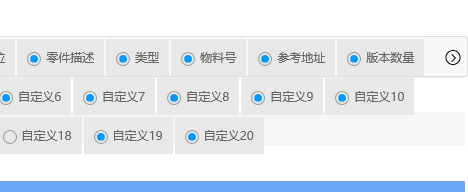 位 零件描述 类型 物料号 参考地址 版本数量
自定义6 自定义7 自定义8 自定义9 自定义10
自定义18 自定义19 自定义20